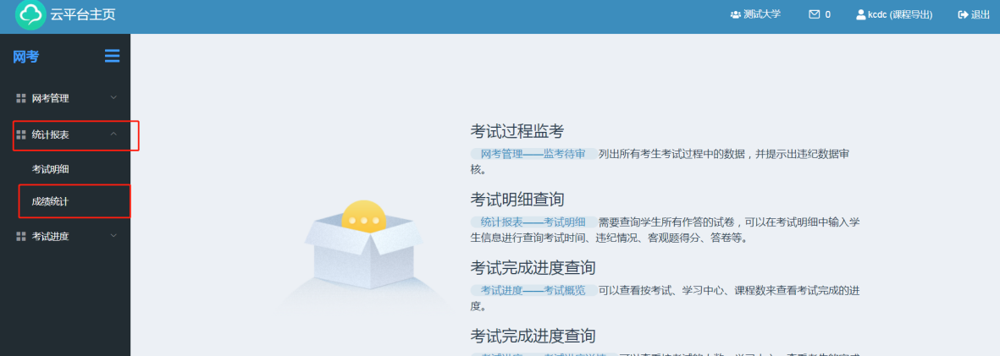 云平台主页
测试大学
0
kcdc (课程导出)
退出
网考
网考管理
统计报表
考试明细
成绩统计
考试进度
考试过程监考
网考管理——监考待审 列出所有考生考试过程中的数据，并提示出违纪数据审
核。
考试明细查询
统计报表——考试明细 需要查询学生所有作答的试卷，可以在考试明细中输入学
生信息进行查询考试时间、违纪情况、客观题得分、答卷等。
考试完成进度查询
考试进度——考试概览 可以查看按考试、学习中心、课程数来查看考试完成的进
度。
考试完成进度查询